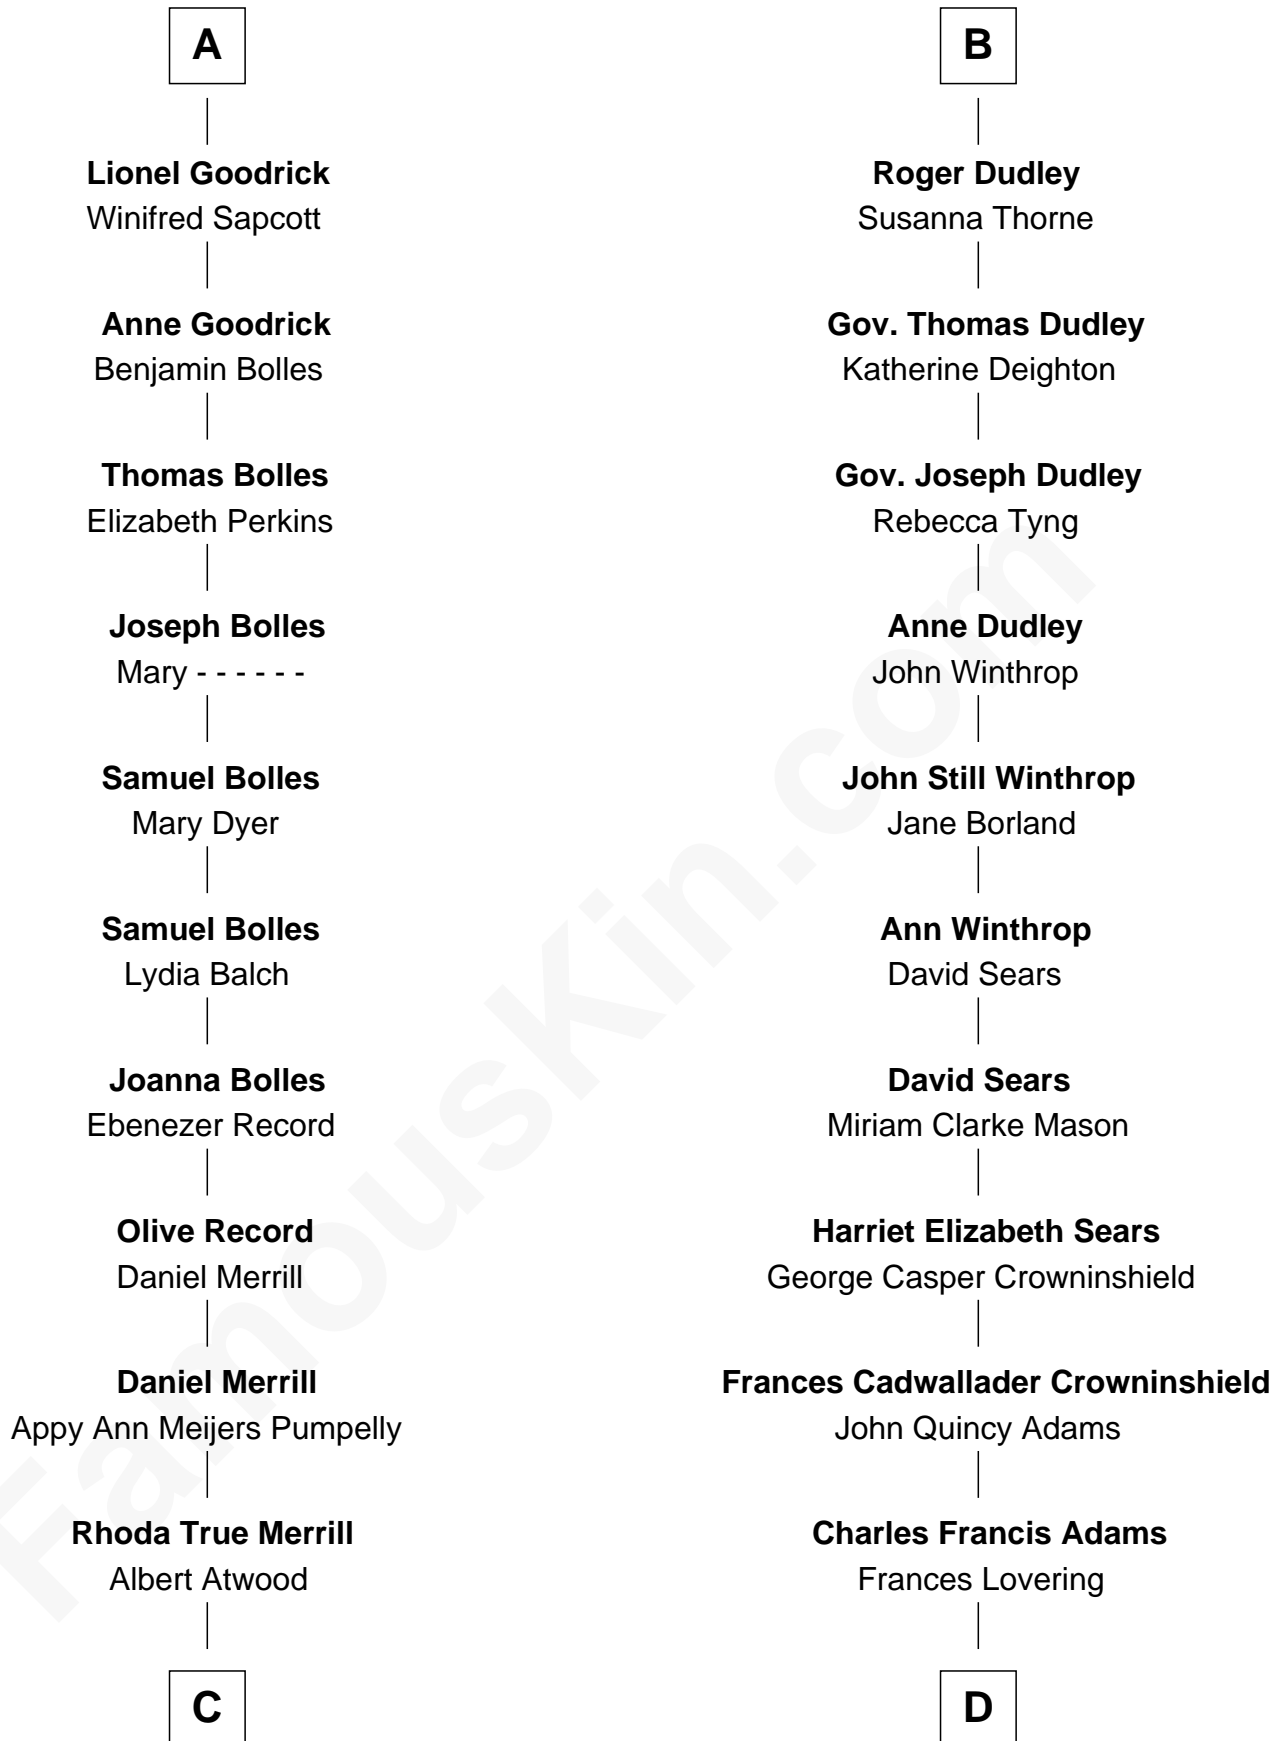 A
Lionel Goodrick
Winifred Sapcott
Anne Goodrick
Benjamin Bolles
Thomas Bolles
Elizabeth Perkins
Joseph Bolles
Mary - - - - - -
Samuel Bolles
Mary Dyer
Samuel Bolles
Lydia Balch
Joanna Bolles
Ebenezer Record
Olive Record
Daniel Merrill
Daniel Merrill
Appy Ann Meijers Pumpelly
Rhoda True Merrill
Albert Atwood
C
B
Roger Dudley
Susanna Thorne
Gov. Thomas Dudley
Katherine Deighton
Gov. Joseph Dudley
Rebecca Tyng
Anne Dudley
John Winthrop
John Still Winthrop
Jane Borland
Ann Winthrop
David Sears
David Sears
Miriam Clarke Mason
Harriet Elizabeth Sears
George Casper Crowninshield
Frances Cadwallader Crowninshield
John Quincy Adams
Charles Francis Adams
Frances Lovering
D
FamousKin.com